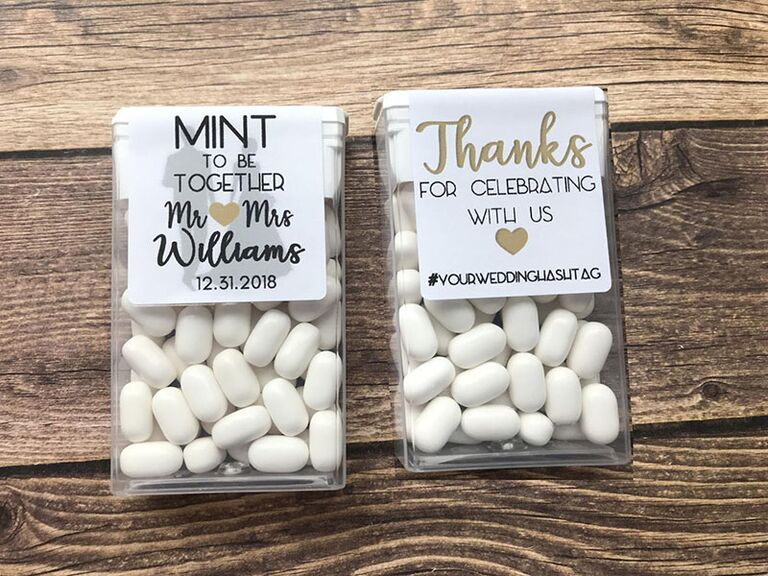 MINT
TO BE
TOGETHER
Mr Mrs
Williams
12.31.2018
Thanks
FOR CELEBRATING
WITH US
#YOURWEDDINGHASHTAG